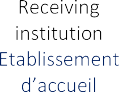 Receiving
institution
Etablissement
d’accueil